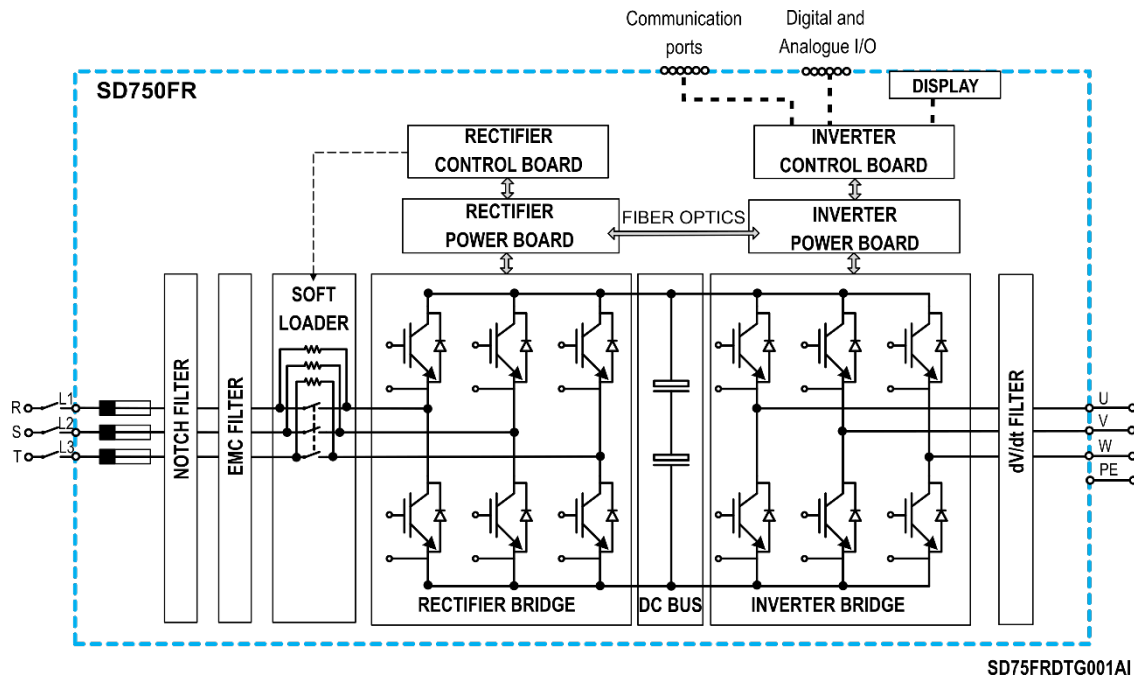 Communication
ports
Digital and
Analogue I/O
SD750FR
DISPLAY
RECTIFIER
CONTROL BOARD
INVERTER
CONTROL BOARD
RECTIFIER
POWER BOARD
FIBER OPTICS
INVERTER
POWER BOARD
NOTCH FILTER
EMC FILTER
SOFT
LOADER
R
L1
S
L2
T
L3
RECTIFIER BRIDGE
DC BUS
INVERTER BRIDGE
dV/dt FILTER
U
V
W
PE
SD75FRDTG001AI